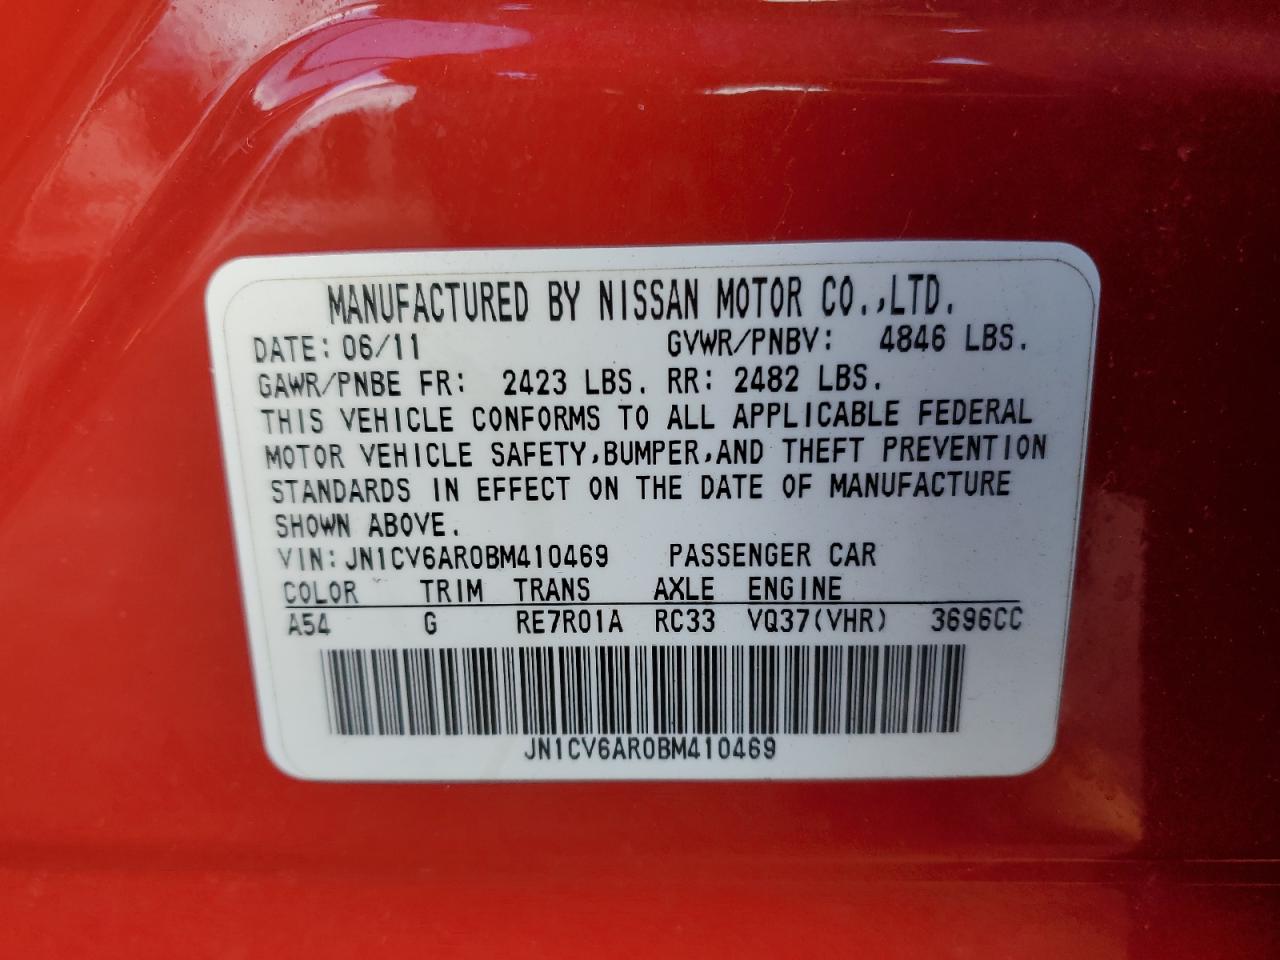 MANUFACTURED BY NISSAN MOTOR CO.,LTD.
DATE: 06/11 GVWR/PNBV: 4846 LBS.
GAWR/PNBE FR: 2423 LBS. RR: 2482 LBS.
THIS VEHICLE CONFORMS TO ALL APPLICABLE FEDERAL
MOTOR VEHICLE SAFETY,BUMPER,AND THEFT PREVENTION
STANDARDS IN EFFECT ON THE DATE OF MANUFACTURE
SHOWN ABOVE.
VIN:JN1CV6AR0BM410469 PASSENGER CAR
COLOR TRIM TRANS AXLE ENGINE
A54 G RE7R01A RC33 VQ37(VHR) 3696CC
JN1CV6AR0BM410469